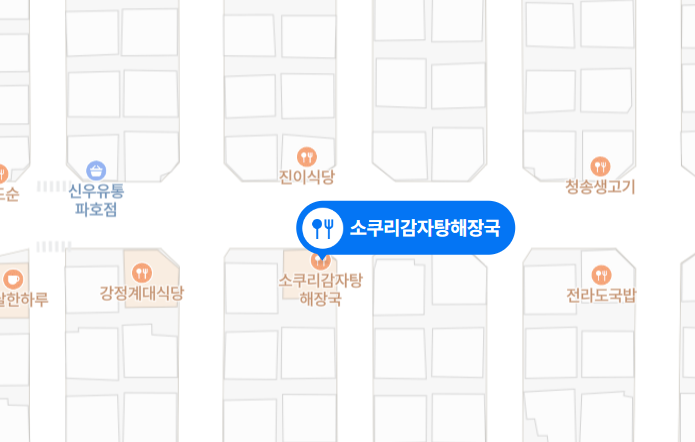 진이식당
청송생고기
도순
신우유통
파호점
소쿠리감자탕해장국
강정계대식당
소쿠리감자탕
해장국
전라도국밥
한하루